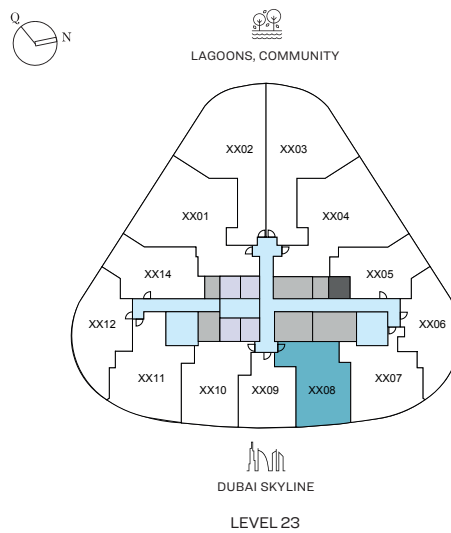 Q
N
LAGOONS, COMMUNITY
XX02
XX03
XX01
XX04
XX14
XX05
XX12
XX06
XX11
XX10
XX09
XX08
XX07
DUBAI SKYLINE
LEVEL 23